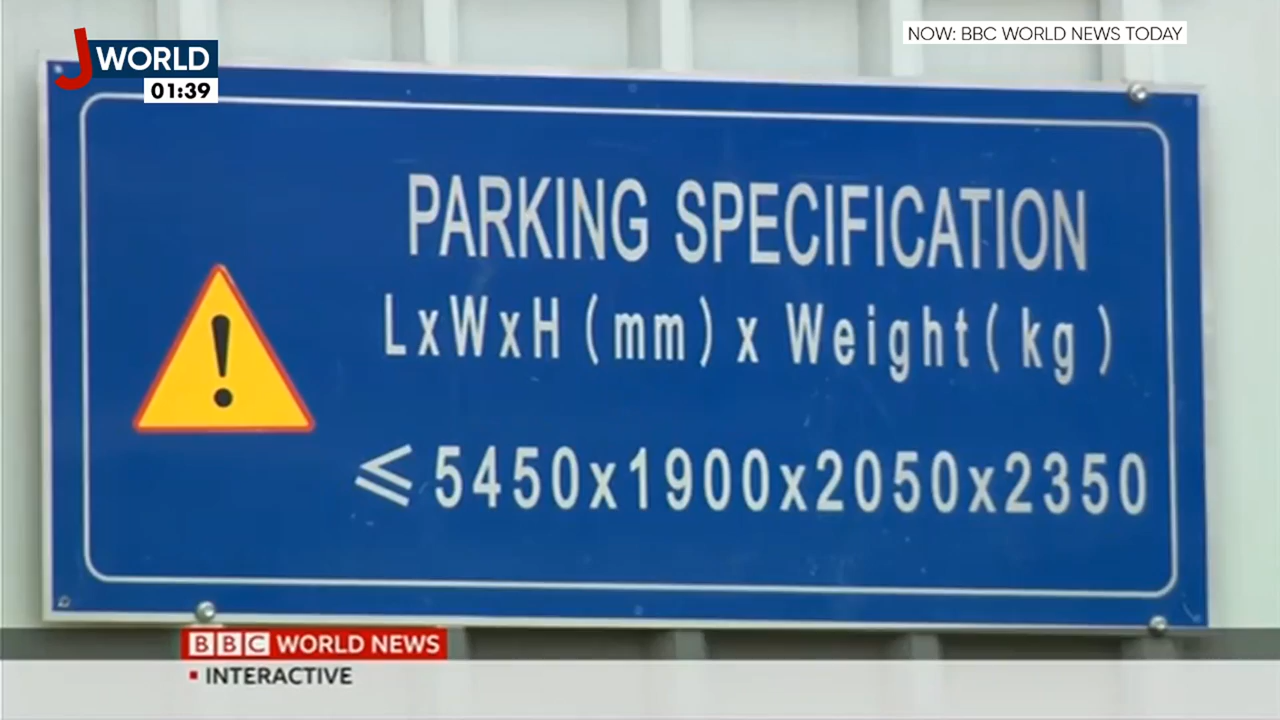 J WORLD
01:39
NOW: BBC WORLD NEWS TODAY
PARKING SPECIFICATION
LxWxH(mm)x Weight(kg)
≤5450x1900x2050x2350
BBC WORLD NEWS
INTERACTIVE